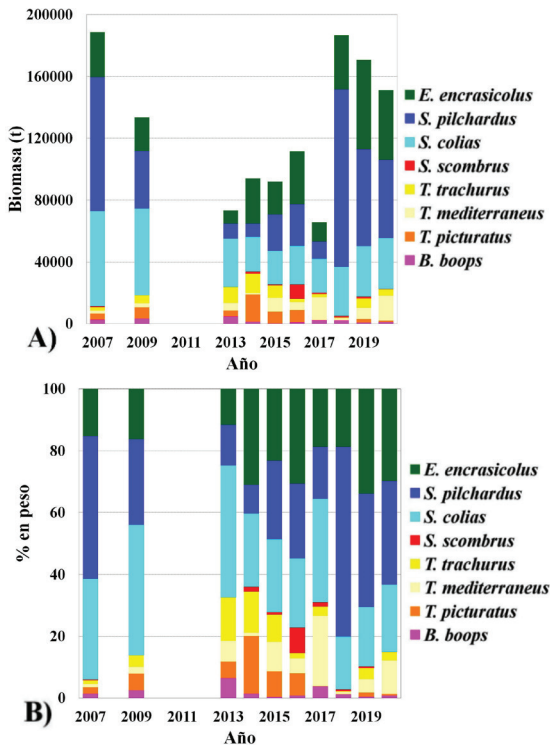 200000
160000
120000
80000
40000
0
Biomasa (t)
2007 2009 2011 2013 2015 2017 2019
Año
A)
E. encrasicolus
S. pilchardus
S. colias
S. scombrus
T. trachurus
T. mediterraneus
T. picturatus
B. boops
100
80
60
40
20
0
% en peso
2007 2009 2011 2013 2015 2017 2019
Año
B)
E. encrasicolus
S. pilchardus
S. colias
S. scombrus
T. trachurus
T. mediterraneus
T. picturatus
B. boops